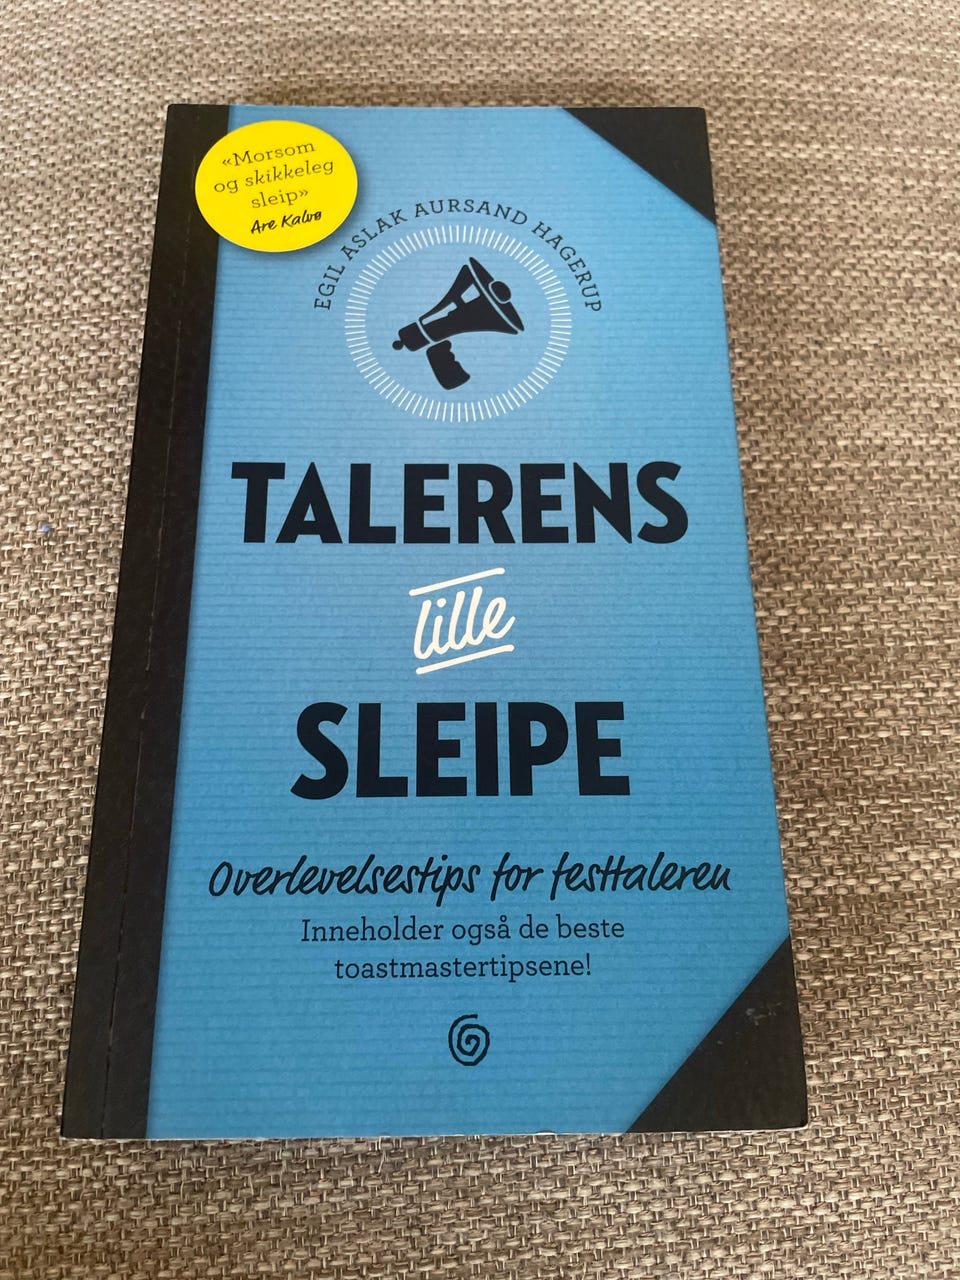 «Morsom
og skikkeleg
sleip»
Are Kalvø
EGIL ASLAK AURSAND HAGERUP
TALERENS
lille
SLEIPE
Overlevelsestips for festtaleren
Inneholder også de beste
toastmastertipsene!